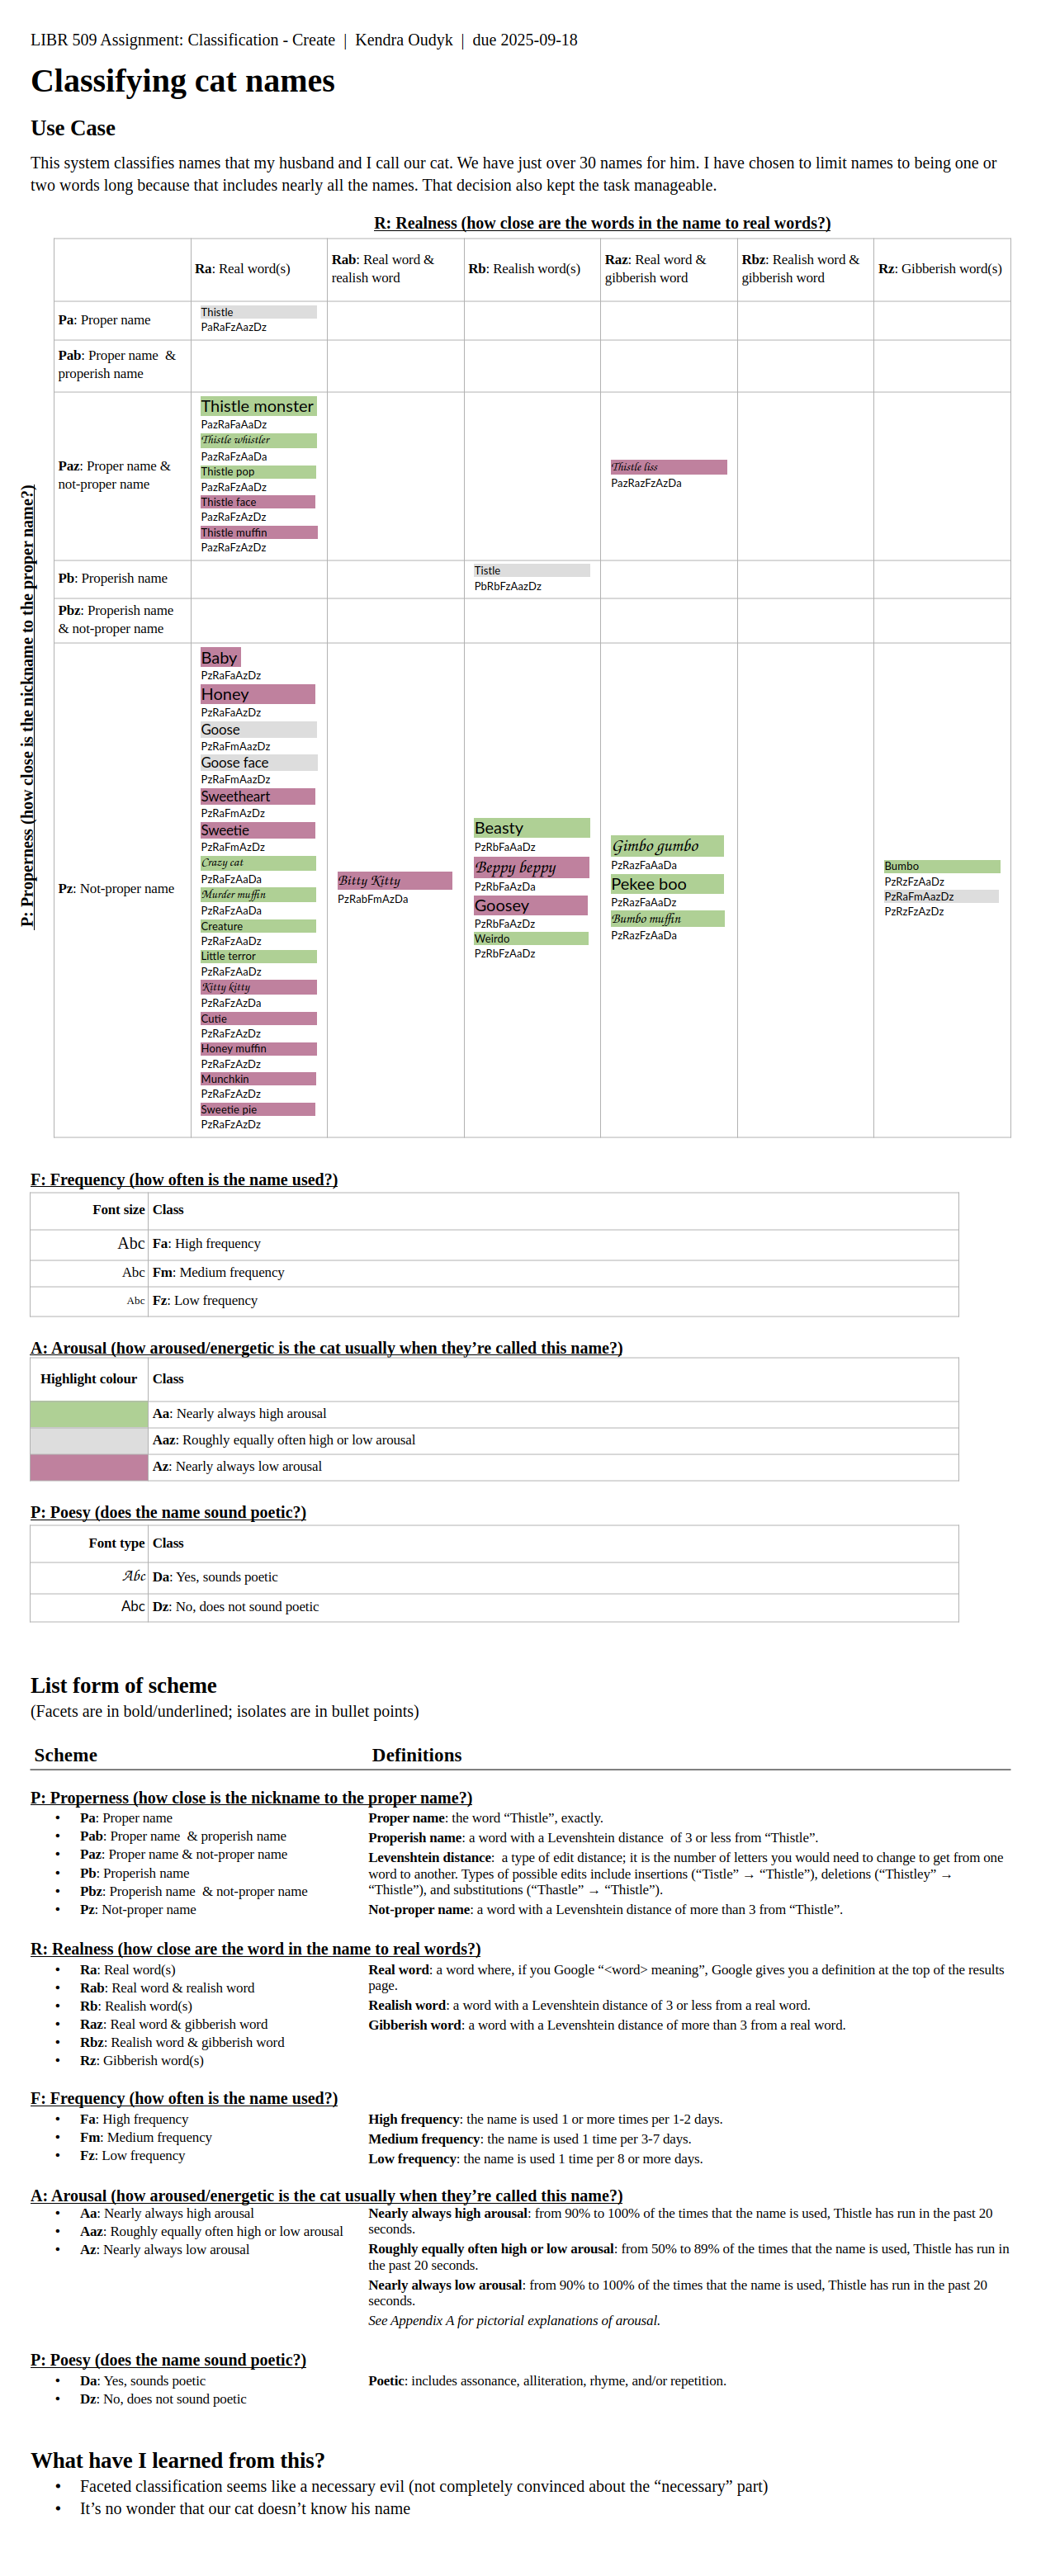 LIBR 509 Assignment: Classification - Create | Kendra Oudyk | due 2025-09-18
Classifying cat names
Use Case
This system classifies names that my husband and I call our cat. We have just over 30 names for him. I have chosen to limit names to being one or
two words long because that includes nearly all the names. That decision also kept the task manageable.
R: Realness (how close are the words in the name to real words?)
P: Properness (how close is the nickname to the proper name?)
Ra: Real word(s)
Rab: Real word &
realish word
Rb: Realish word(s)
Raz: Real word &
gibberish word
Rbz: Realish word &
gibberish word
Rz: Gibberish word(s)
Pa: Proper name
Thistle
PaRaFzAazDz
Pab: Proper name  &
properish name
Paz: Proper name &
not-proper name
Thistle monster
PazRaFaAaDz
Thistle whistler
PazRaFzAaDa
Thistle pop
PazRaFzAaDz
Thistle face
PazRaFzAzDz
Thistle muffin
PazRaFzAzDz
Thistle liss
PazRazFzAzDa
Pb: Properish name
Tistle
PbRbFzAazDz
Pbz: Properish name
& not-proper name
Pz: Not-proper name
Baby
PzRaFaAzDz
Honey
PzRaFaAzDz
Goose
PzRaFmAazDz
Goose face
PzRaFmAazDz
Sweetheart
PzRaFmAzDz
Sweetie
PzRaFmAzDz
Crazy cat
PzRaFzAaDa
Murder muffin
PzRaFzAaDa
Creature
PzRaFzAaDz
Little terror
PzRaFzAaDz
Kitty kitty
PzRaFzAzDa
Cutie
PzRaFzAzDz
Honey muffin
PzRaFzAzDz
Munchkin
PzRaFzAzDz
Sweetie pie
PzRaFzAzDz
Bitty Kitty
PzRabFmAzDa
Beasty
PzRbFaAaDz
Beppy beppy
PzRbFaAzDa
Goosey
PzRbFaAzDz
Weirdo
PzRbFzAaDz
Gimbo gumbo
PzRazFaAaDa
Pekee boo
PzRazFaAaDz
Bumbo muffin
PzRazFzAaDa
Bumbo
PzRzFzAaDz
PzRaFmAazDz
PzRzFzAzDz
F: Frequency (how often is the name used?)
Font size Class
Abc Fa: High frequency
Abc Fm: Medium frequency
Abc Fz: Low frequency
A: Arousal (how aroused/energetic is the cat usually when they’re called this name?)
Highlight colour Class
Aa: Nearly always high arousal
Aaz: Roughly equally often high or low arousal
Az: Nearly always low arousal
P: Poesy (does the name sound poetic?)
Font type Class
Abc Da: Yes, sounds poetic
Abc Dz: No, does not sound poetic
List form of scheme
(Facets are in bold/underlined; isolates are in bullet points)
Scheme Definitions
P: Properness (how close is the nickname to the proper name?)
• Pa: Proper name
• Pab: Proper name  & properish name
• Paz: Proper name & not-proper name
• Pb: Properish name
• Pbz: Properish name  & not-proper name
• Pz: Not-proper name
Proper name: the word “Thistle”, exactly.
Properish name: a word with a Levenshtein distance  of 3 or less from “Thistle”.
Levenshtein distance:  a type of edit distance; it is the number of letters you would need to change to get from one
word to another. Types of possible edits include insertions (“Tistle” → “Thistle”), deletions (“Thistley” →
“Thistle”), and substitutions (“Thastle” → “Thistle”).
Not-proper name: a word with a Levenshtein distance of more than 3 from “Thistle”.
R: Realness (how close are the word in the name to real words?)
• Ra: Real word(s)
• Rab: Real word & realish word
• Rb: Realish word(s)
• Raz: Real word & gibberish word
• Rbz: Realish word & gibberish word
• Rz: Gibberish word(s)
Real word: a word where, if you Google “<word> meaning”, Google gives you a definition at the top of the results
page.
Realish word: a word with a Levenshtein distance of 3 or less from a real word.
Gibberish word: a word with a Levenshtein distance of more than 3 from a real word.
F: Frequency (how often is the name used?)
• Fa: High frequency
• Fm: Medium frequency
• Fz: Low frequency
High frequency: the name is used 1 or more times per 1-2 days.
Medium frequency: the name is used 1 time per 3-7 days.
Low frequency: the name is used 1 time per 8 or more days.
A: Arousal (how aroused/energetic is the cat usually when they’re called this name?)
• Aa: Nearly always high arousal
• Aaz: Roughly equally often high or low arousal
• Az: Nearly always low arousal
Nearly always high arousal: from 90% to 100% of the times that the name is used, Thistle has run in the past 20
seconds.
Roughly equally often high or low arousal: from 50% to 89% of the times that the name is used, Thistle has run in
the past 20 seconds.
Nearly always low arousal: from 90% to 100% of the times that the name is used, Thistle has run in the past 20
seconds.
See Appendix A for pictorial explanations of arousal.
P: Poesy (does the name sound poetic?)
• Da: Yes, sounds poetic
• Dz: No, does not sound poetic
Poetic: includes assonance, alliteration, rhyme, and/or repetition.
What have I learned from this?
• Faceted classification seems like a necessary evil (not completely convinced about the “necessary” part)
• It’s no wonder that our cat doesn’t know his name